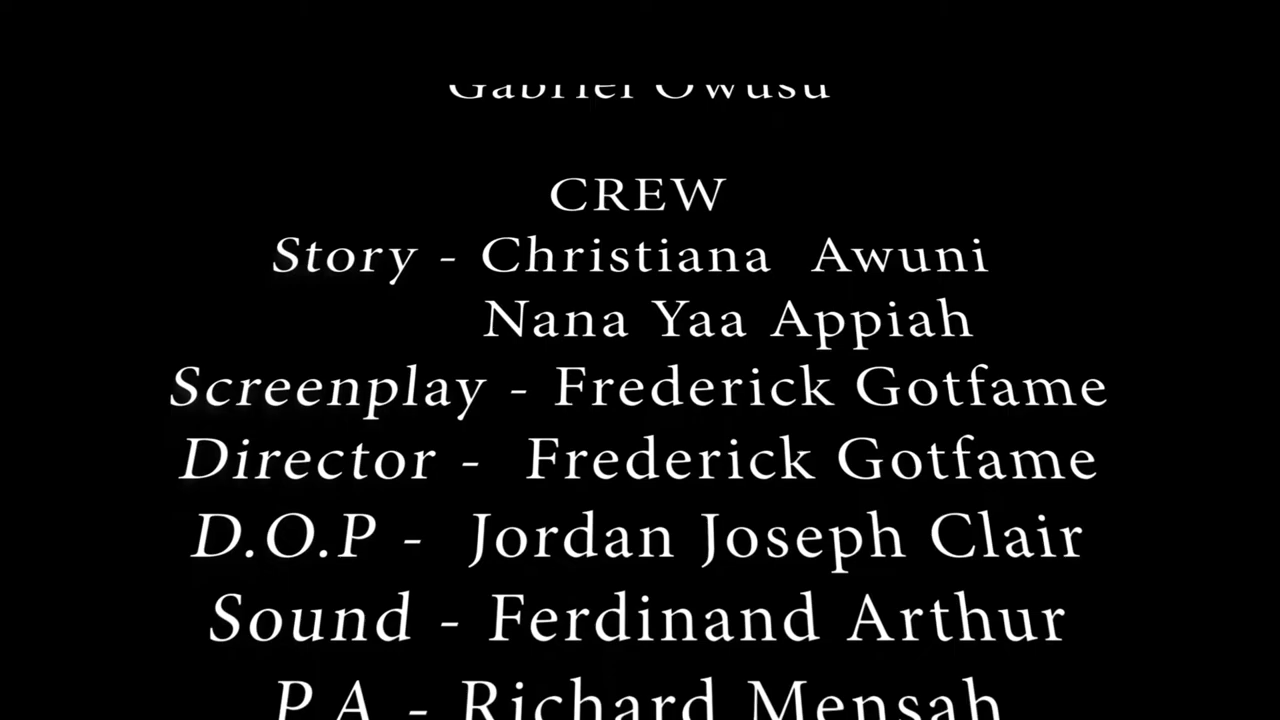 Gabriel Owusu
CREW
Story - Christiana Awuni
Nana Yaa Appiah
Screenplay - Frederick Gotfame
Director - Frederick Gotfame
D.O.P - Jordan Joseph Clair
Sound - Ferdinand Arthur
P.A - Richard Mensah